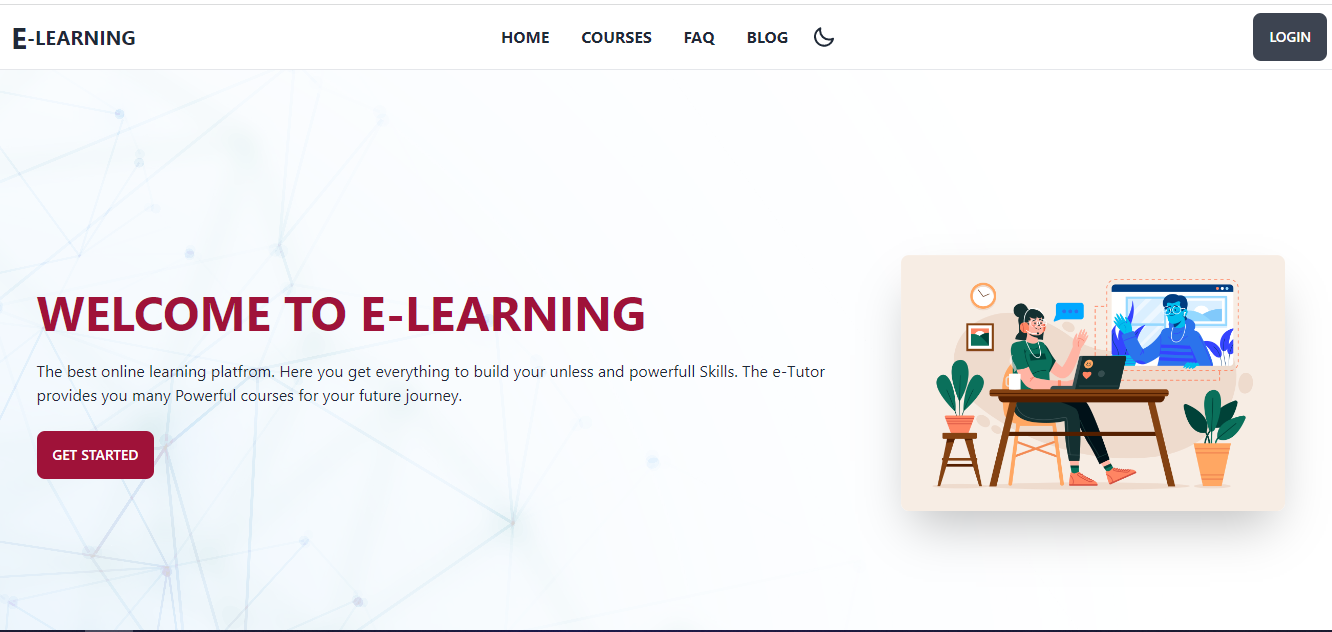 E-LEARNING
HOME COURSES FAQ BLOG
LOGIN
WELCOME TO E-LEARNING
The best online learning platfrom. Here you get everything to build your unless and powerfull Skills. The e-Tutor
provides you many Powerful courses for your future journey.
GET STARTED